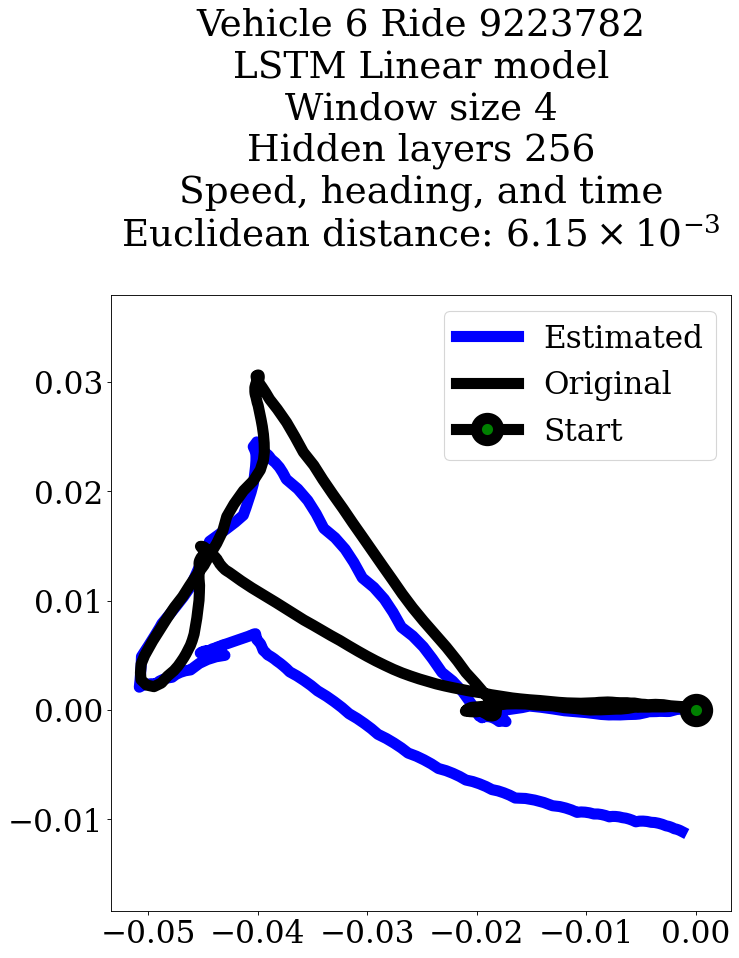 Vehicle 6 Ride 9223782
LSTM Linear model
Window size 4
Hidden layers 256
Speed, heading, and time
Euclidean distance: 6.15 × 10⁻³
Estimated
Original
Start
0.03
0.02
0.01
0.00
−0.01
−0.05 −0.04 −0.03 −0.02 −0.01 0.00